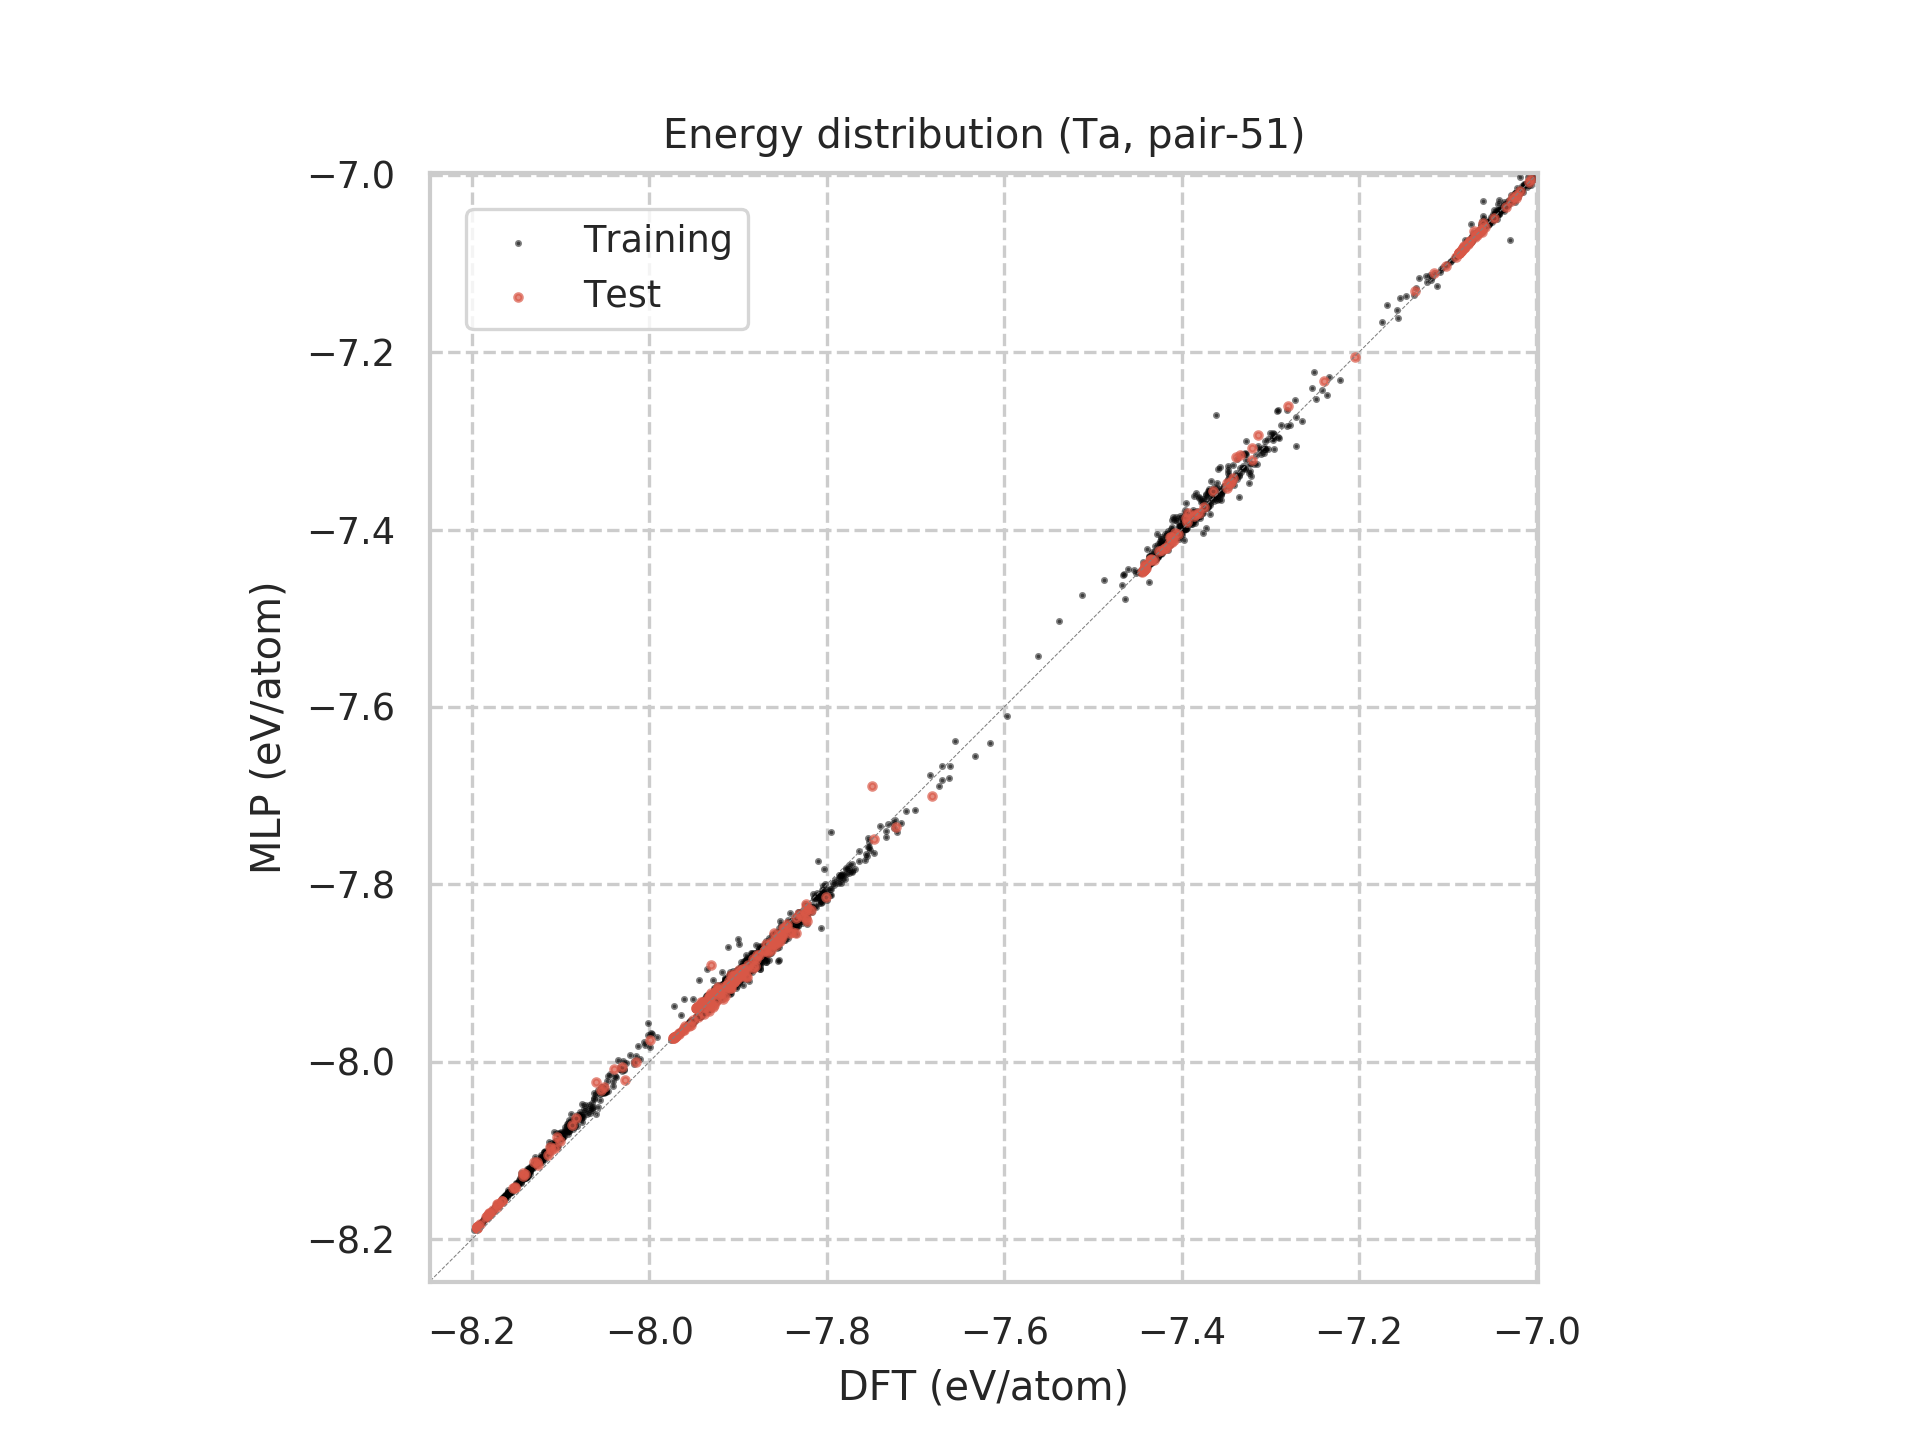 Energy distribution (Ta, pair-51)
−7.0
−7.2
−7.4
−7.6
−7.8
−8.0
−8.2
MLP (eV/atom)
Training
Test
−8.2
−8.0
−7.8
−7.6
−7.4
−7.2
−7.0
DFT (eV/atom)